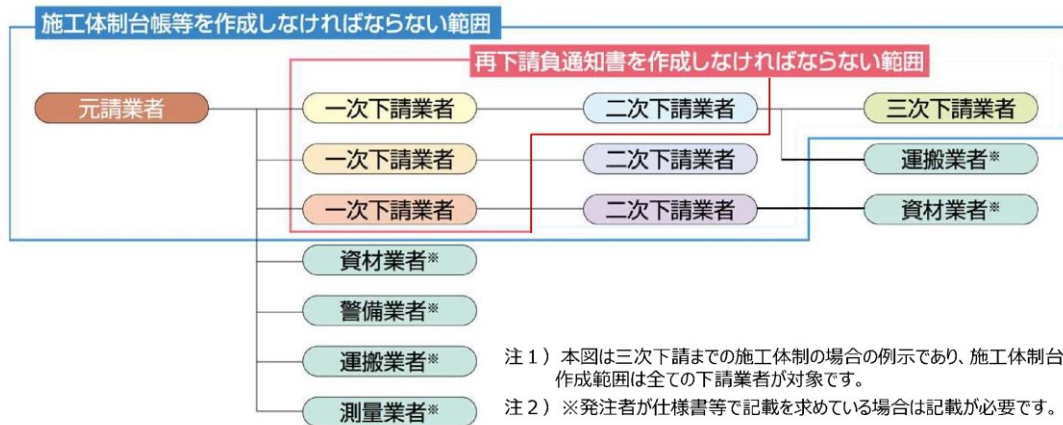 施工体制台帳等を作成しなければならない範囲
再下請負通知書を作成しなければならない範囲
元請業者
一次下請業者
二次下請業者
三次下請業者
一次下請業者
二次下請業者
運搬業者※
一次下請業者
二次下請業者
資材業者※
資材業者※
警備業者※
運搬業者※
測量業者※
注1）本図は三次下請までの施工体制の場合の例示であり、施工体制台
作成範囲は全ての下請業者が対象です。
注2）※発注者が仕様書等で記載を求めている場合は記載が必要です。